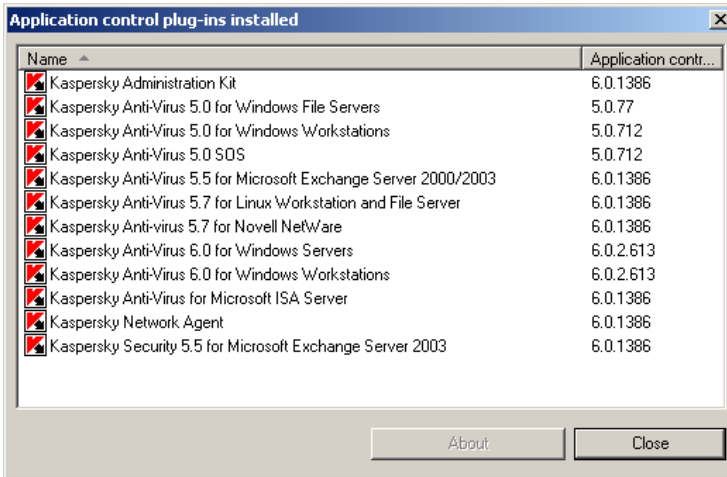 Application control plug-ins installed
Name Application contr...
Kaspersky Administration Kit 6.0.1386
Kaspersky Anti-Virus 5.0 for Windows File Servers 5.0.77
Kaspersky Anti-Virus 5.0 for Windows Workstations 5.0.712
Kaspersky Anti-Virus 5.0 SOS 5.0.712
Kaspersky Anti-Virus 5.5 for Microsoft Exchange Server 2000/2003 6.0.1386
Kaspersky Anti-Virus 5.7 for Linux Workstation and File Server 6.0.1386
Kaspersky Anti-virus 5.7 for Novell NetWare 6.0.1386
Kaspersky Anti-Virus 6.0 for Windows Servers 6.0.2.613
Kaspersky Anti-Virus 6.0 for Windows Workstations 6.0.2.613
Kaspersky Anti-Virus for Microsoft ISA Server 6.0.1386
Kaspersky Network Agent 6.0.1386
Kaspersky Security 5.5 for Microsoft Exchange Server 2003 6.0.1386
About Close